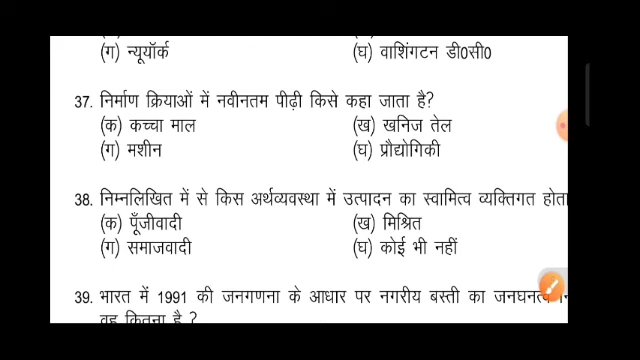 (ग) न्यूयॉर्क (घ) वाशिंगटन डी0सी0
37. निर्माण क्रियाओं में नवीनतम पीढ़ी किसे कहा जाता है?
(क) कच्चा माल (ख) खनिज तेल
(ग) मशीन (घ) प्रौद्योगिकी
38. निम्नलिखित में से किस अर्थव्यवस्था में उत्पादन का स्वामित्व व्यक्तिगत होता
(क) पूँजीवादी (ख) मिश्रित
(ग) समाजवादी (घ) कोई भी नहीं
39. भारत में 1991 की जनगणना के आधार पर नगरीय बस्ती का जनघनत्व
वह कितना है ?